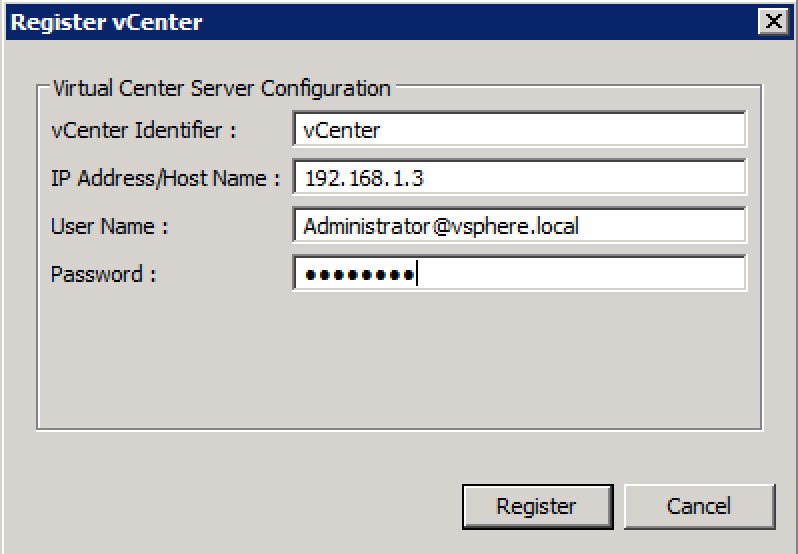 Register vCenter
Virtual Center Server Configuration
vCenter Identifier : vCenter
IP Address/Host Name : 192.168.1.3
User Name : Administrator@vsphere.local
Password : ●●●●●●●●
Register Cancel